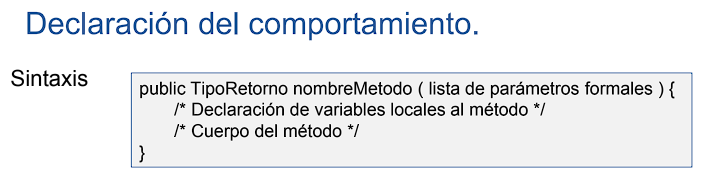 Declaración del comportamiento.
Sintaxis
public TipoRetorno nombreMetodo ( lista de parámetros formales ) {
/* Declaración de variables locales al método */
/* Cuerpo del método */
}